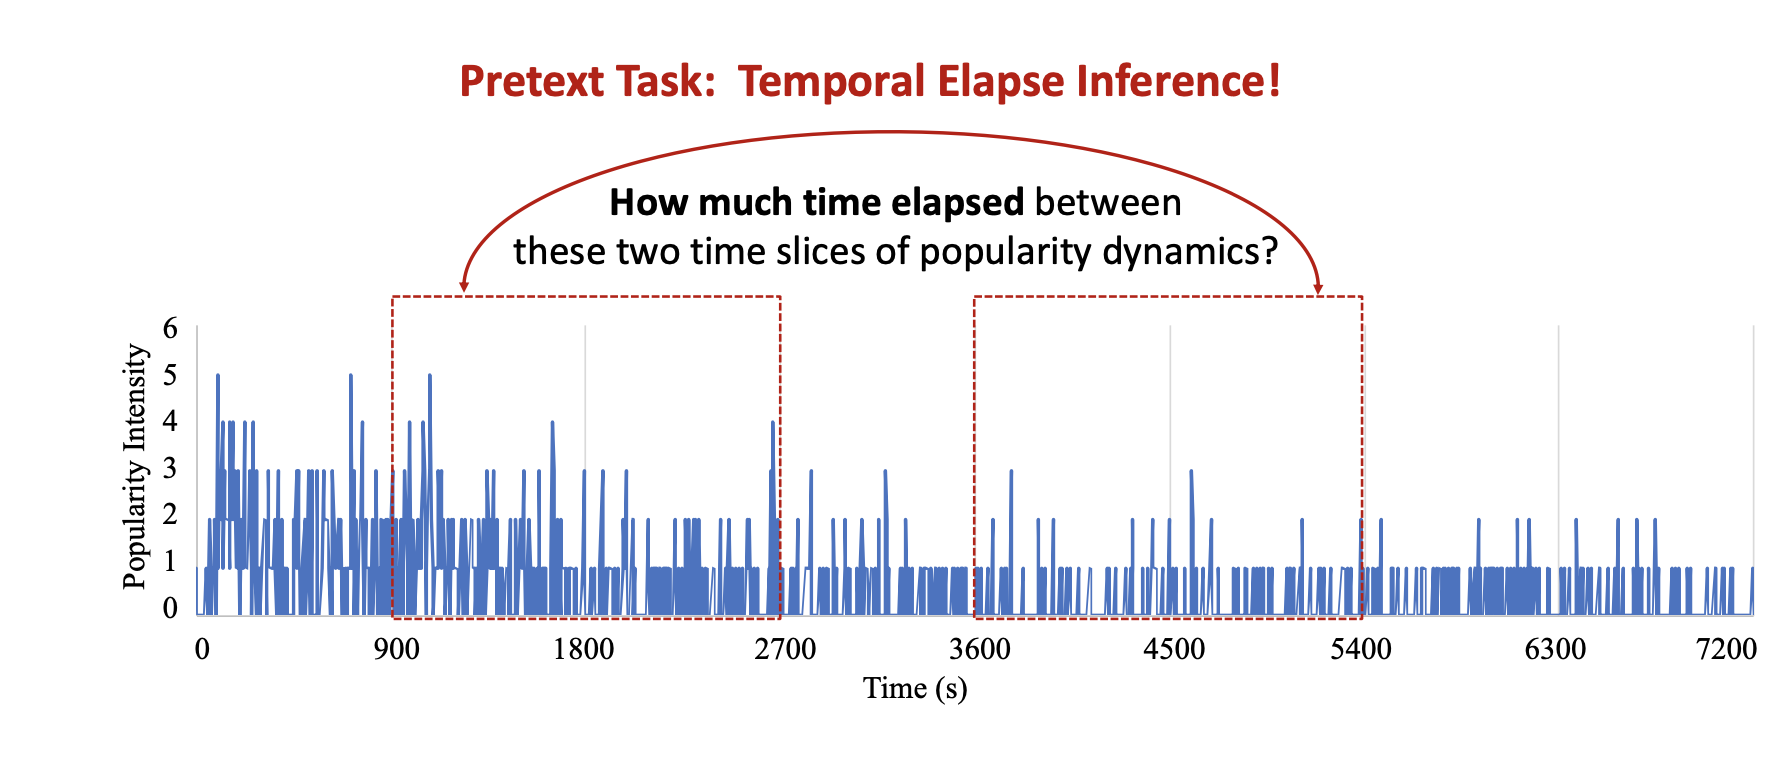 Pretext Task:  Temporal Elapse Inference!
How much time elapsed between
these two time slices of popularity dynamics?
6
5
4
3
2
1
0
Popularity Intensity
0 900 1800 2700 3600 4500 5400 6300 7200
Time (s)